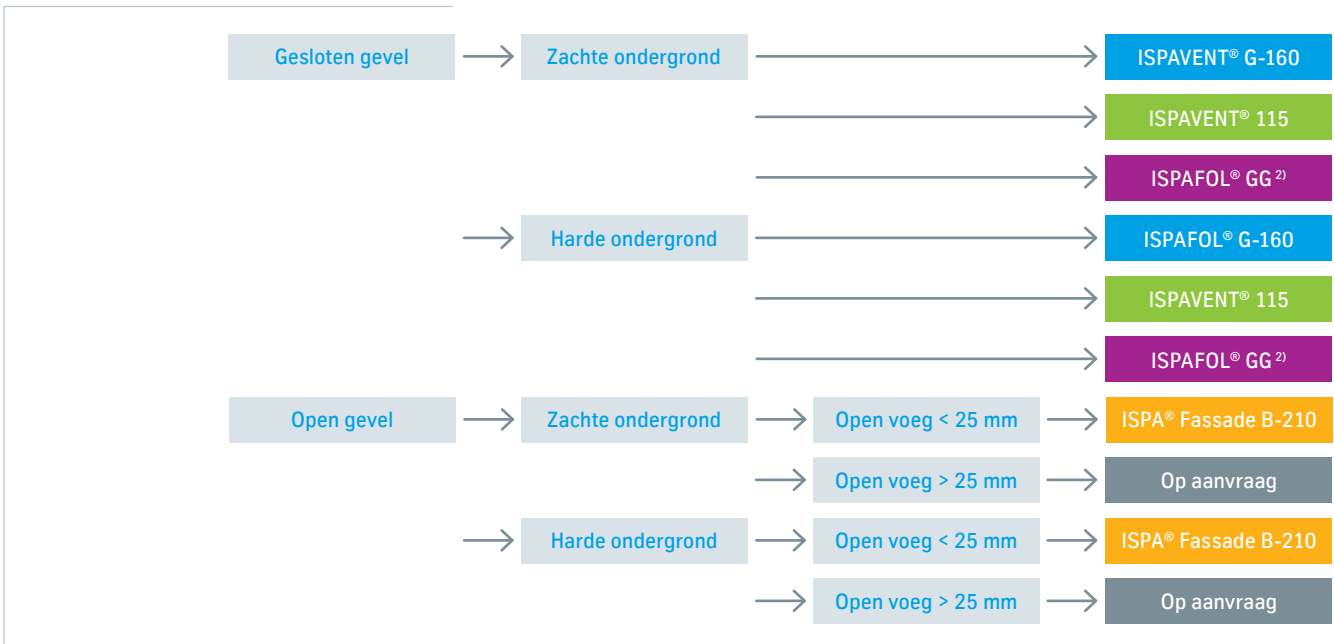 Gesloten gevel Zachte ondergrond ISPAVENT® G-160
ISPAVENT® 115
ISPAFOL® GG ²⁾
Harde ondergrond ISPAFOL® G-160
ISPAVENT® 115
ISPAFOL® GG ²⁾
Open gevel Zachte ondergrond Open voeg < 25 mm ISPA® Fassade B-210
Open voeg > 25 mm Op aanvraag
Harde ondergrond Open voeg < 25 mm ISPA® Fassade B-210
Open voeg > 25 mm Op aanvraag